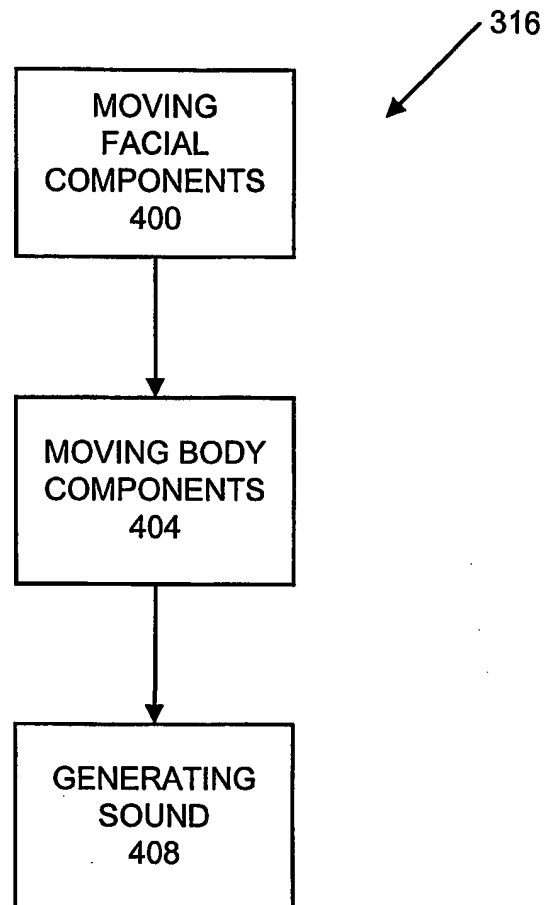 316
MOVING
FACIAL
COMPONENTS
400
MOVING BODY
COMPONENTS
404
GENERATING
SOUND
408